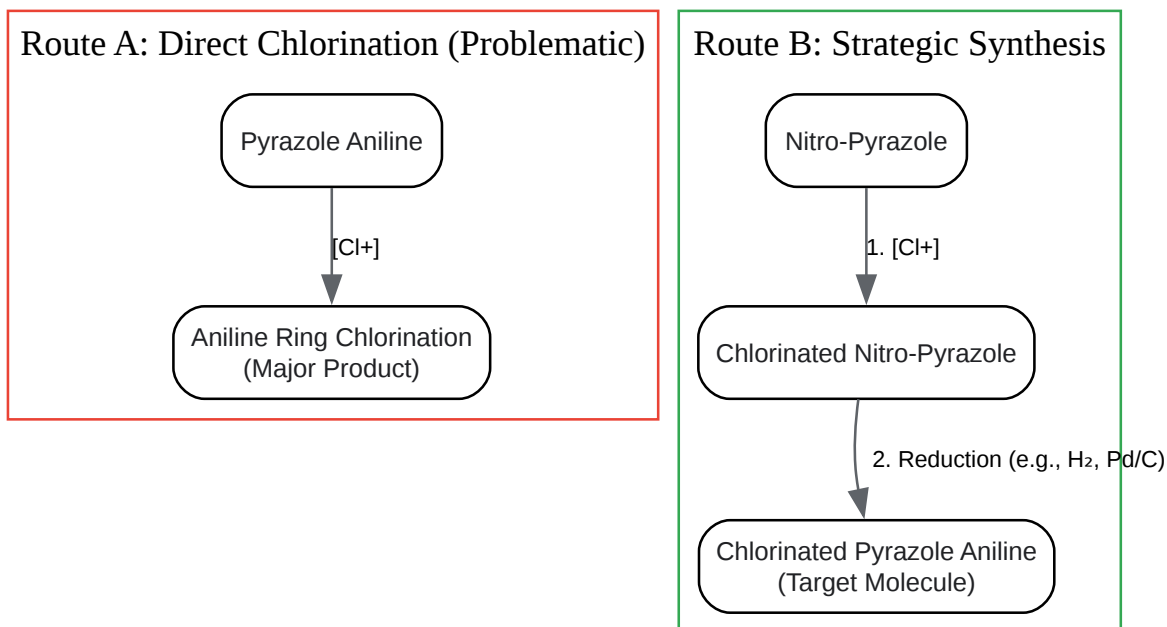 Route A: Direct Chlorination (Problematic)
Pyrazole Aniline
[Cl+]
Aniline Ring Chlorination
(Major Product)
Route B: Strategic Synthesis
Nitro-Pyrazole
1. [Cl+]
Chlorinated Nitro-Pyrazole
2. Reduction (e.g., H₂, Pd/C)
Chlorinated Pyrazole Aniline
(Target Molecule)